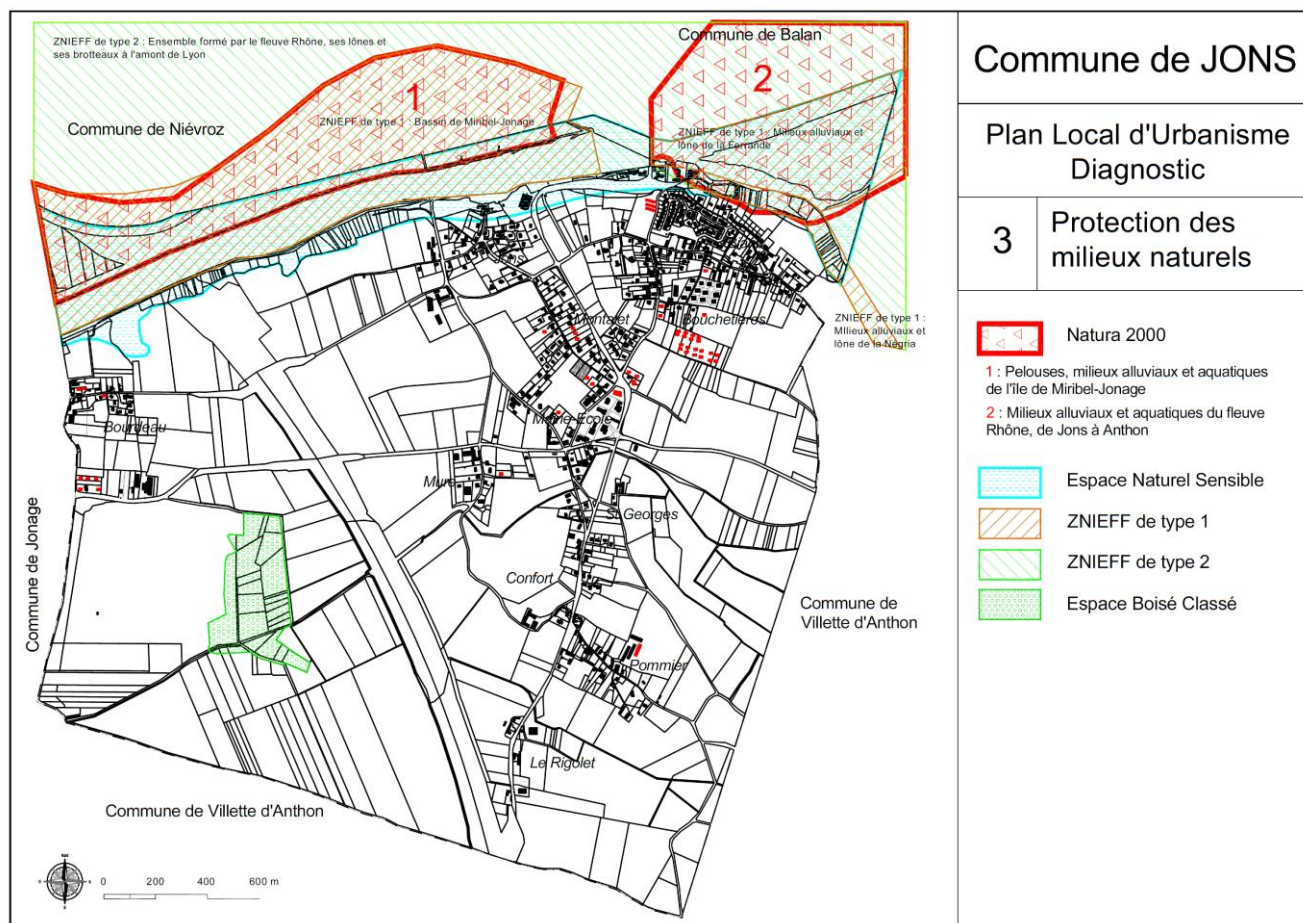 ZNIEFF de type 2 : Ensemble formé par le fleuve Rhône, ses lônes et
ses brotteaux à l'amont de Lyon
Commune de Balan
1
2
Commune de Niévroz
ZNIEFF de type 1 : Bassin de Miribel-Jonage
ZNIEFF de type 1 : Milieux alluviaux et
lône de la Ferrande
Montalet
Bouchetières
ZNIEFF de type 1 :
Milieux alluviaux et
lône de la Négria
Bourdeau
Mairie-Ecole
Mure
St Georges
Commune de Jonage
Confort
Commune de
Villette d'Anthon
Pommier
Le Rigolet
Commune de Villette d'Anthon
0 200 400 600 m
Commune de JONS
Plan Local d'Urbanisme
Diagnostic
3
Protection des
milieux naturels
Natura 2000
1 : Pelouses, milieux alluviaux et aquatiques
de l'île de Miribel-Jonage
2 : Milieux alluviaux et aquatiques du fleuve
Rhône, de Jons à Anthon
Espace Naturel Sensible
ZNIEFF de type 1
ZNIEFF de type 2
Espace Boisé Classé